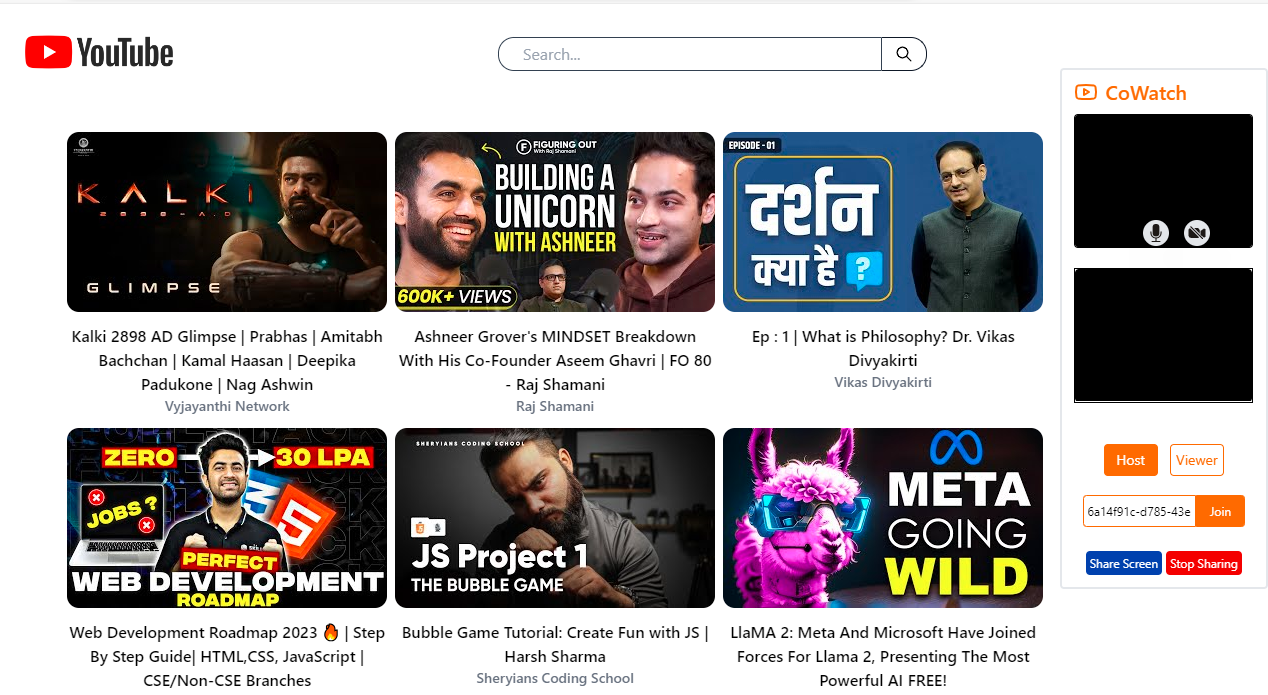 YouTube
Search...
CoWatch
KALKI
2898-A.D
GLIMPSE
FIGURING OUT
With Raj Shamani
BUILDING A
UNICORN
WITH ASHNEER
600K+ VIEWS
EPISODE - 01
दर्शन
क्या है ?
Kalki 2898 AD Glimpse | Prabhas | Amitabh
Bachchan | Kamal Haasan | Deepika
Padukone | Nag Ashwin
Vyjayanthi Network
Ashneer Grover's MINDSET Breakdown
With His Co-Founder Aseem Ghavri | FO 80
- Raj Shamani
Raj Shamani
Ep : 1 | What is Philosophy? Dr. Vikas
Divyakirti
Vikas Divyakirti
ZERO 30 LPA
JOBS ?
5
PERFECT
WEB DEVELOPMENT
ROADMAP
SHERYIANS CODING SCHOOL
JS Project 1
THE BUBBLE GAME
META
GOING
WILD
Web Development Roadmap 2023 🔥 | Step
By Step Guide| HTML,CSS, JavaScript |
CSE/Non-CSE Branches
Bubble Game Tutorial: Create Fun with JS |
Harsh Sharma
Sheryians Coding School
LlaMA 2: Meta And Microsoft Have Joined
Forces For Llama 2, Presenting The Most
Powerful AI FREE!
Host Viewer
6a14f91c-d785-43e Join
Share Screen Stop Sharing